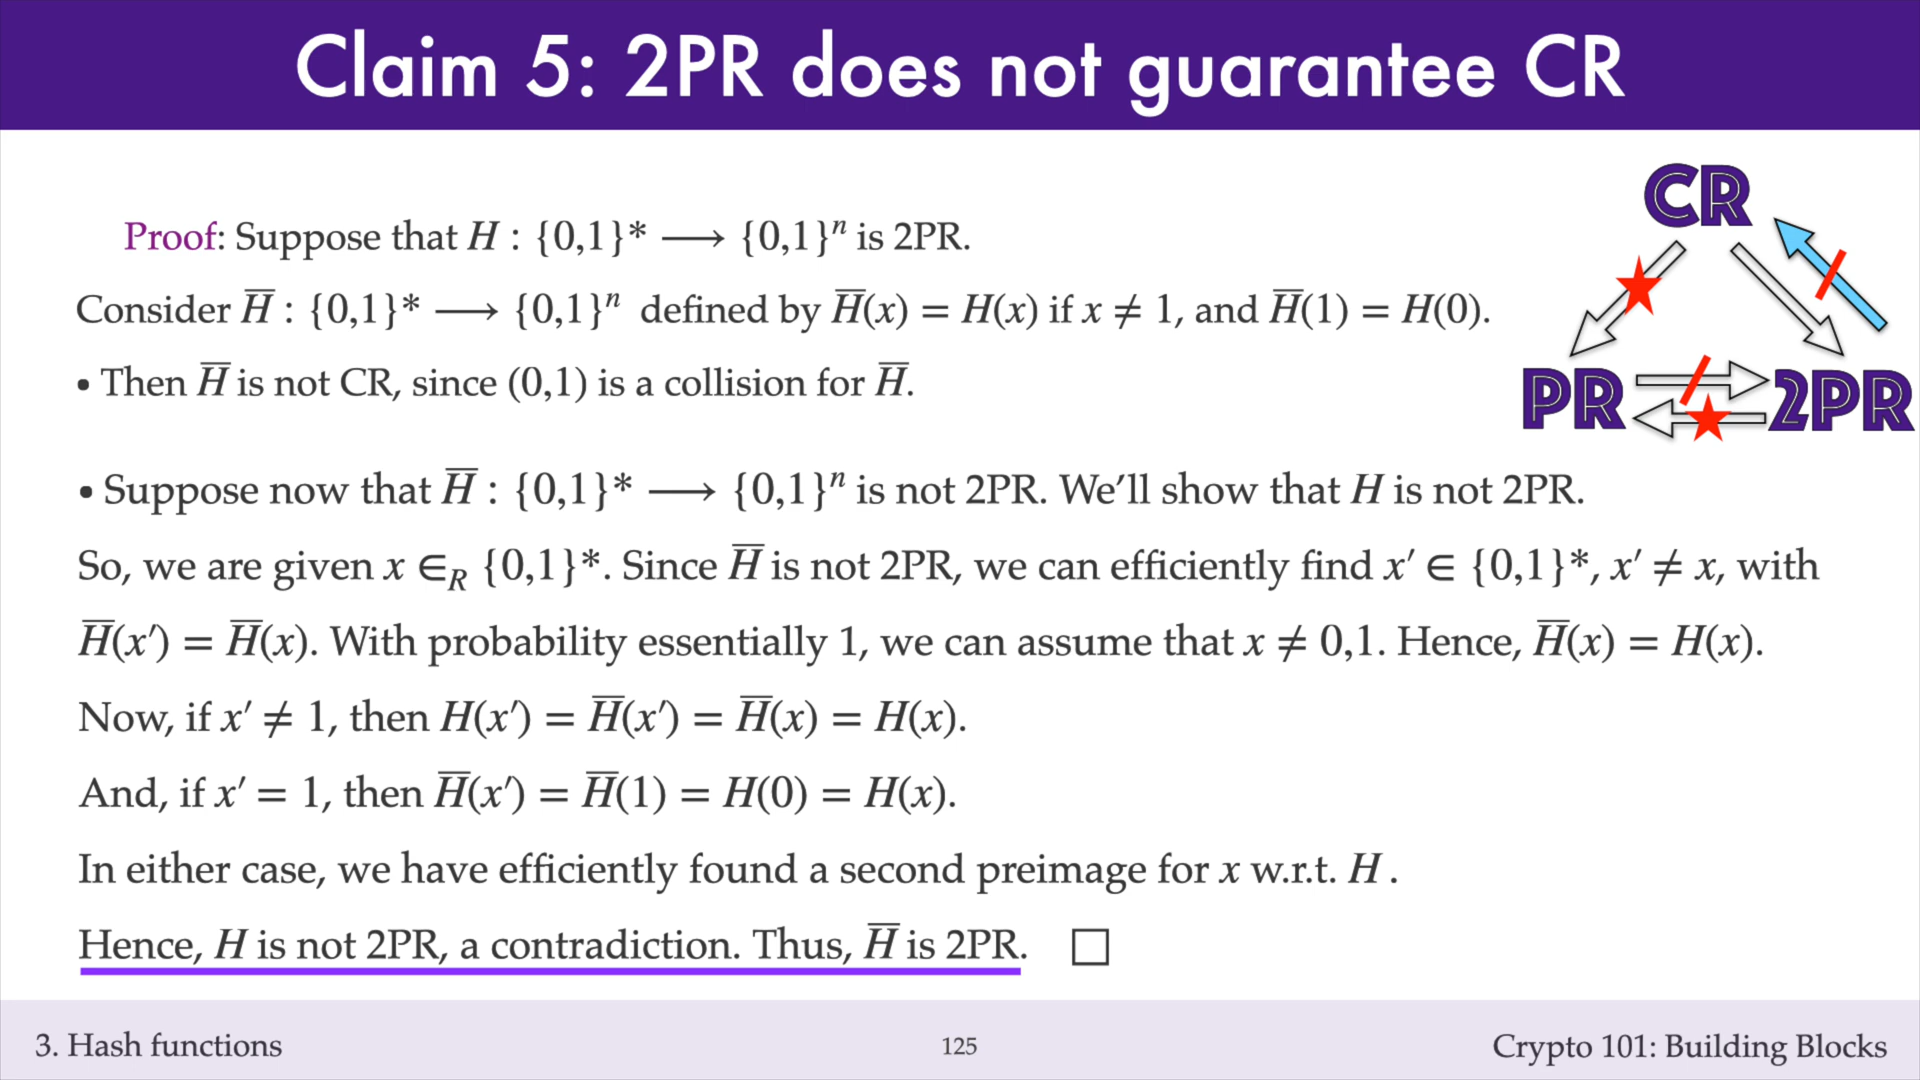 Claim 5: 2PR does not guarantee CR
CR
PR
2PR
Proof: Suppose that H : {0,1}* ⟶ {0,1}ⁿ is 2PR.
Consider H̅ : {0,1}* ⟶ {0,1}ⁿ defined by H̅(x) = H(x) if x ≠ 1, and H̅(1) = H(0).
• Then H̅ is not CR, since (0,1) is a collision for H̅.
• Suppose now that H̅ : {0,1}* ⟶ {0,1}ⁿ is not 2PR. We’ll show that H is not 2PR.
So, we are given x ∈_R {0,1}*. Since H̅ is not 2PR, we can efficiently find x′ ∈ {0,1}*, x′ ≠ x, with
H̅(x′) = H̅(x). With probability essentially 1, we can assume that x ≠ 0,1. Hence, H̅(x) = H(x).
Now, if x′ ≠ 1, then H(x′) = H̅(x′) = H̅(x) = H(x).
And, if x′ = 1, then H̅(x′) = H̅(1) = H(0) = H(x).
In either case, we have efficiently found a second preimage for x w.r.t. H .
Hence, H is not 2PR, a contradiction. Thus, H̅ is 2PR. □
3. Hash functions
125
Crypto 101: Building Blocks